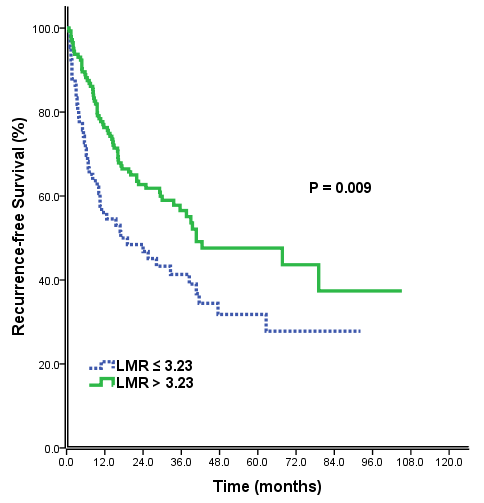 100.0
80.0
60.0
40.0
20.0
0.0
Recurrence-free Survival (%)
P = 0.009
LMR ≤ 3.23
LMR > 3.23
0.0 12.0 24.0 36.0 48.0 60.0 72.0 84.0 96.0 108.0 120.0
Time (months)